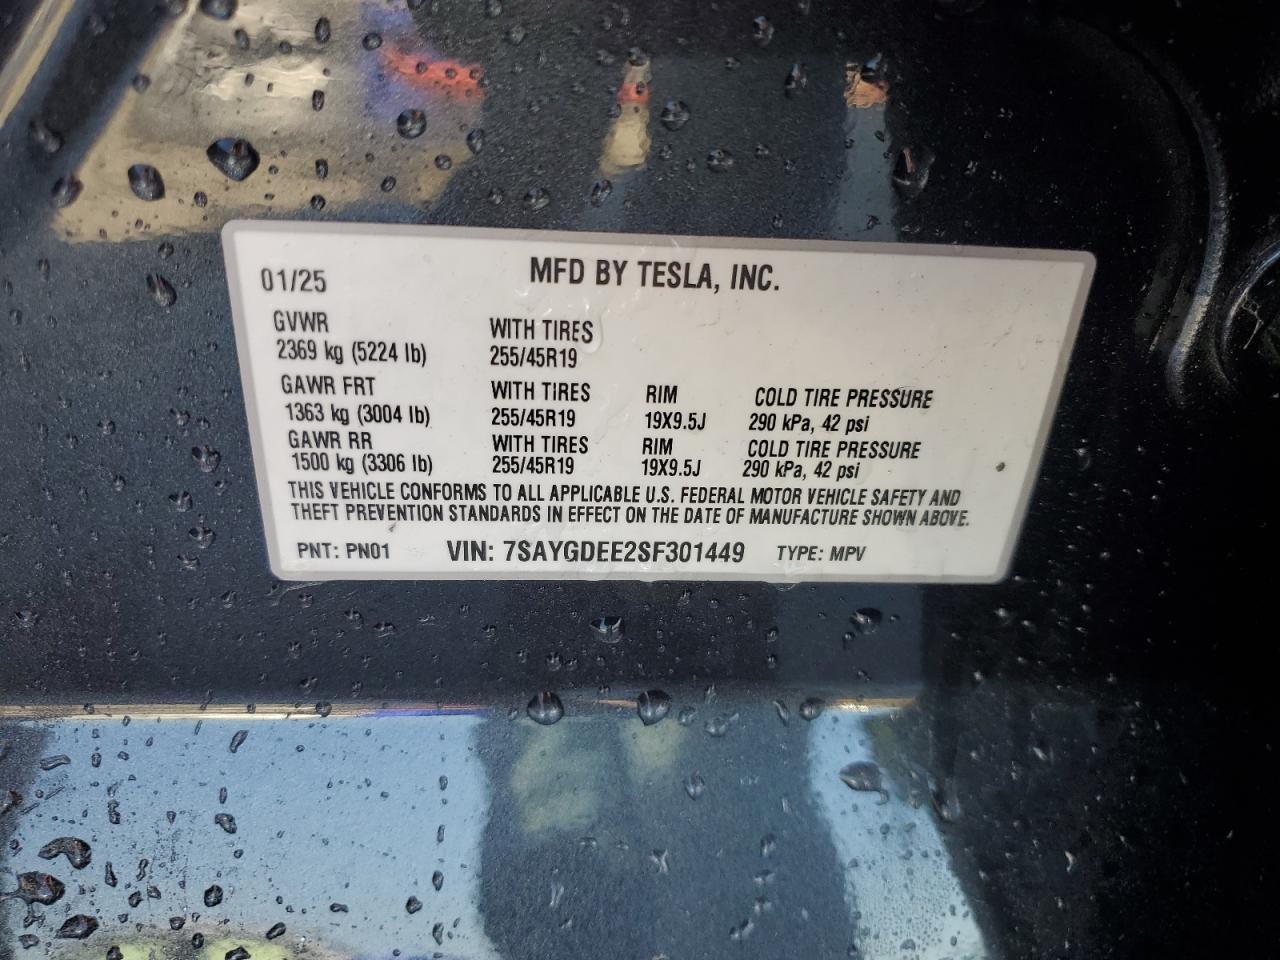 01/25 MFD BY TESLA, INC.
GVWR WITH TIRES
2369 kg (5224 lb) 255/45R19
GAWR FRT WITH TIRES RIM COLD TIRE PRESSURE
1363 kg (3004 lb) 255/45R19 19X9.5J 290 kPa, 42 psi
GAWR RR WITH TIRES RIM COLD TIRE PRESSURE
1500 kg (3306 lb) 255/45R19 19X9.5J 290 kPa, 42 psi
THIS VEHICLE CONFORMS TO ALL APPLICABLE U.S. FEDERAL MOTOR VEHICLE SAFETY AND
THEFT PREVENTION STANDARDS IN EFFECT ON THE DATE OF MANUFACTURE SHOWN ABOVE.
PNT: PN01 VIN: 7SAYGDEE2SF301449 TYPE: MPV